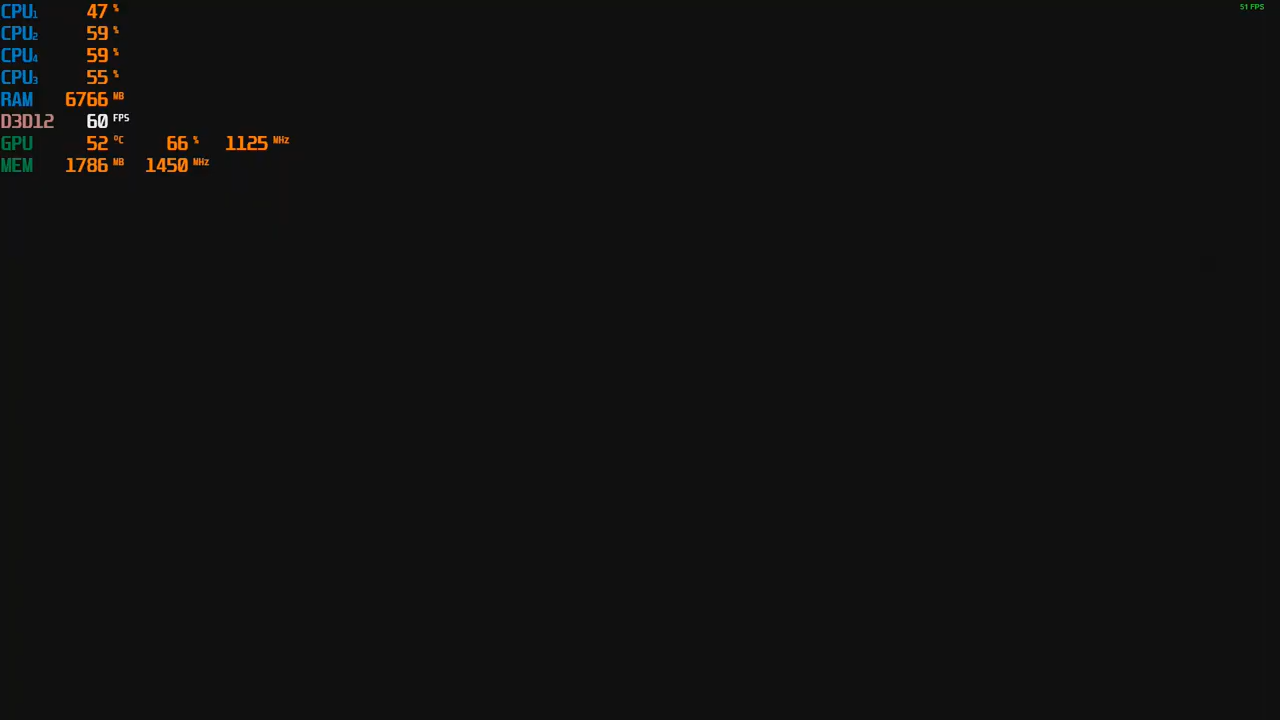 CPU1 47 %
CPU2 59 %
CPU4 59 %
CPU3 55 %
RAM 6766 MB
D3D12 60 FPS
GPU 52 °C 66 % 1125 MHz
MEM 1786 MB 1450 MHz
51 FPS